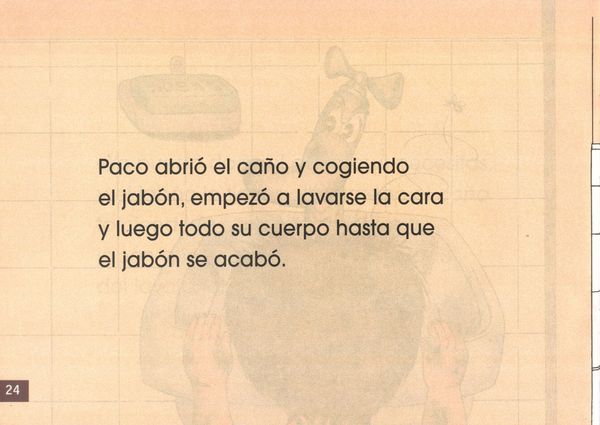 Paco abrió el caño y cogiendo
el jabón, empezó a lavarse la cara
y luego todo su cuerpo hasta que
el jabón se acabó.
24